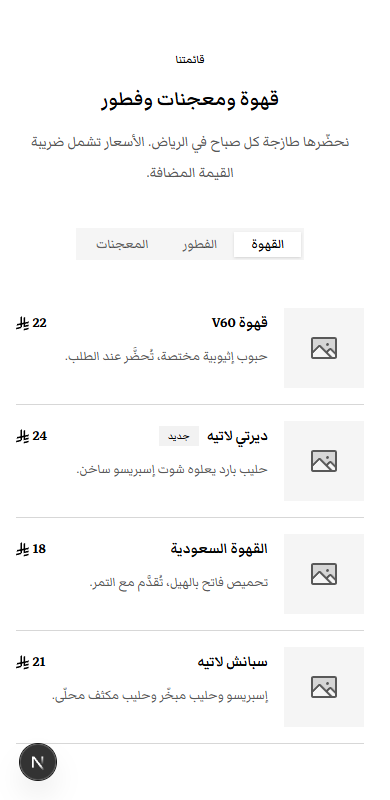 قائمتنا
قهوة ومعجنات وفطور
نحضّرها طازجة كل صباح في الرياض. الأسعار تشمل ضريبة
القيمة المضافة.
القهوة الفطور المعجنات
قهوة V60 22 ⃁
حبوب إثيوبية مختصة، تُحضَّر عند الطلب.
ديرتي لاتيه جديد 24 ⃁
حليب بارد يعلوه شوت إسبريسو ساخن.
القهوة السعودية 18 ⃁
تحميص فاتح بالهيل، تُقدَّم مع التمر.
سبانش لاتيه 21 ⃁
إسبريسو وحليب مبخّر وحليب مكثف محلّى.
N